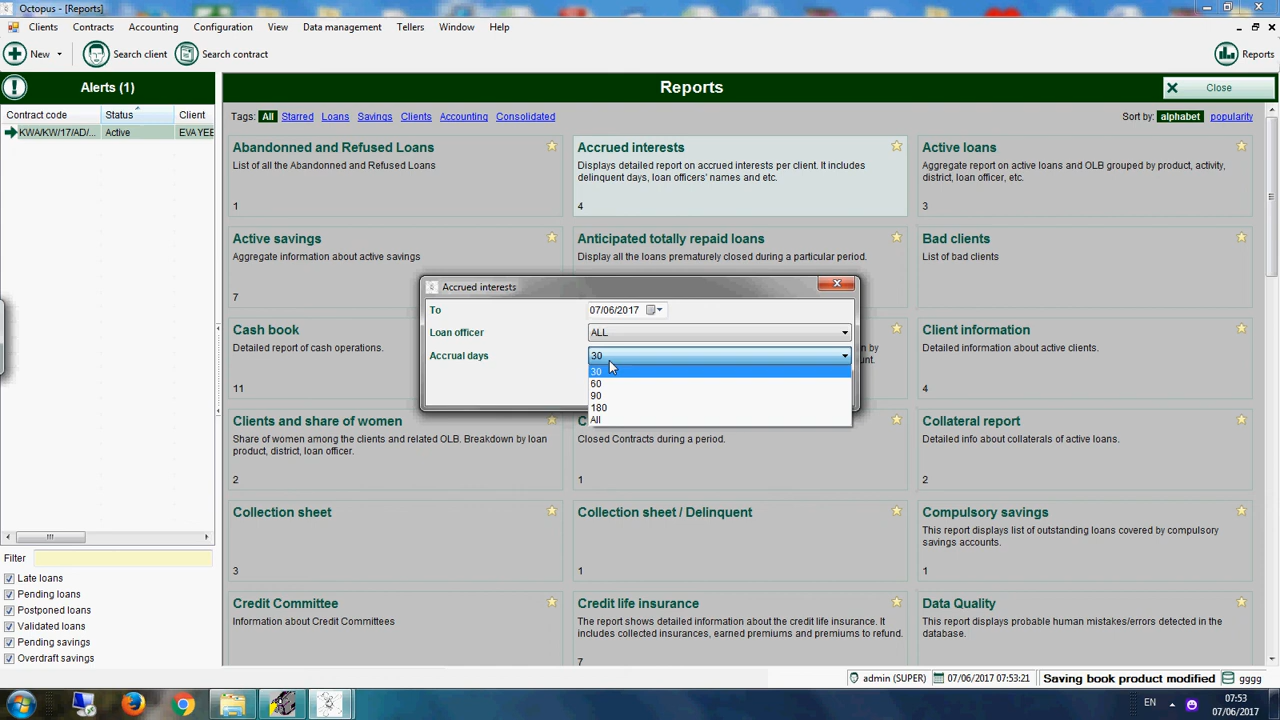 Octopus - [Reports]
Clients Contracts Accounting Configuration View Data management Tellers Window Help
New Search client Search contract Reports
Alerts (1)
Reports
Close
Contract code Status Client
KWA/KW/17/AD/... Active EVA YEE
Tags: All Starred Loans Savings Clients Accounting Consolidated
Sort by: alphabet popularity
Abandoned and Refused Loans
List of all the Abandoned and Refused Loans
1
Accrued interests
Displays detailed report on accrued interests per client. It includes
delinquent days, loan officers' names and etc.
4
Active loans
Aggregate report on active loans and OLB grouped by product, activity,
district, loan officer, etc.
3
Active savings
Aggregate information about active savings
7
Anticipated totally repaid loans
Display all the loans prematurely closed during a particular period.
Bad clients
List of bad clients
Accrued interests
To 07/06/2017
Loan officer ALL
Accrual days 30
30
60
90
180
All
Cash book
Detailed report of cash operations.
11
n by
ount.
Client information
Detailed information about active clients.
4
Clients and share of women
Share of women among the clients and related OLB. Breakdown by loan
product, district, loan officer.
2
Closed Contracts during a period.
1
Collateral report
Detailed info about collaterals of active loans.
2
Collection sheet
3
Collection sheet / Delinquent
1
Compulsory savings
This report displays list of outstanding loans covered by compulsory
savings accounts.
1
Credit Committee
Information about Credit Committees
Credit life insurance
The report shows detailed information about the credit life insurance. It
includes collected insurances, earned premiums and premiums to refund.
7
Data Quality
This report displays probable human mistakes/errors detected in the
database.
Filter
Late loans
Pending loans
Postponed loans
Validated loans
Pending savings
Overdraft savings
admin (SUPER) 07/06/2017 07:53:21 Saving book product modified gggg
EN
07:53
07/06/2017